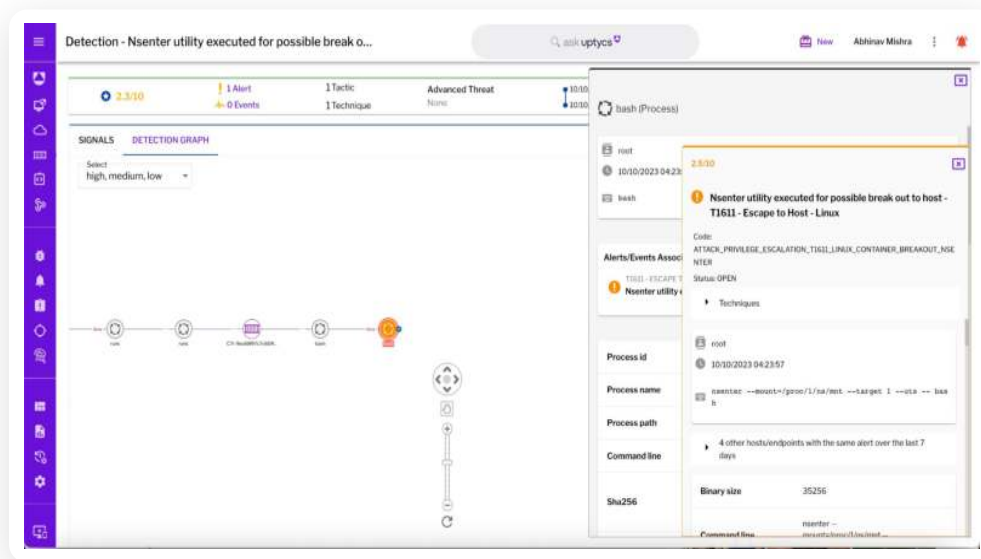 Detection - Nsenter utility executed for possible break o...
ask uptycs
New
Abhinav Mishra
2.3/10
1 Alert
0 Events
1 Tactic
1 Technique
Advanced Threat
None
SIGNALS
DETECTION GRAPH
Select
high, medium, low
bash (Process)
root
10/10/2023 04:23:
bash
Alerts/Events Associ
T1611 - ESCAPE T
Nsenter utility e
Process id
Process name
Process path
Command line
Sha256
2.5/10
Nsenter utility executed for possible break out to host -
T1611 - Escape to Host - Linux
Code:
ATTACK_PRIVILEGE_ESCALATION_T1611_LINUX_CONTAINER_BREAKOUT_NSE
NTER
Status: OPEN
Techniques
root
10/10/2023 04:23:57
nsenter --mount=/proc/1/ns/mnt --target 1 --uts -- bas
h
4 other hosts/endpoints with the same alert over the last 7
days
Binary size
35256
Command line
nsenter --